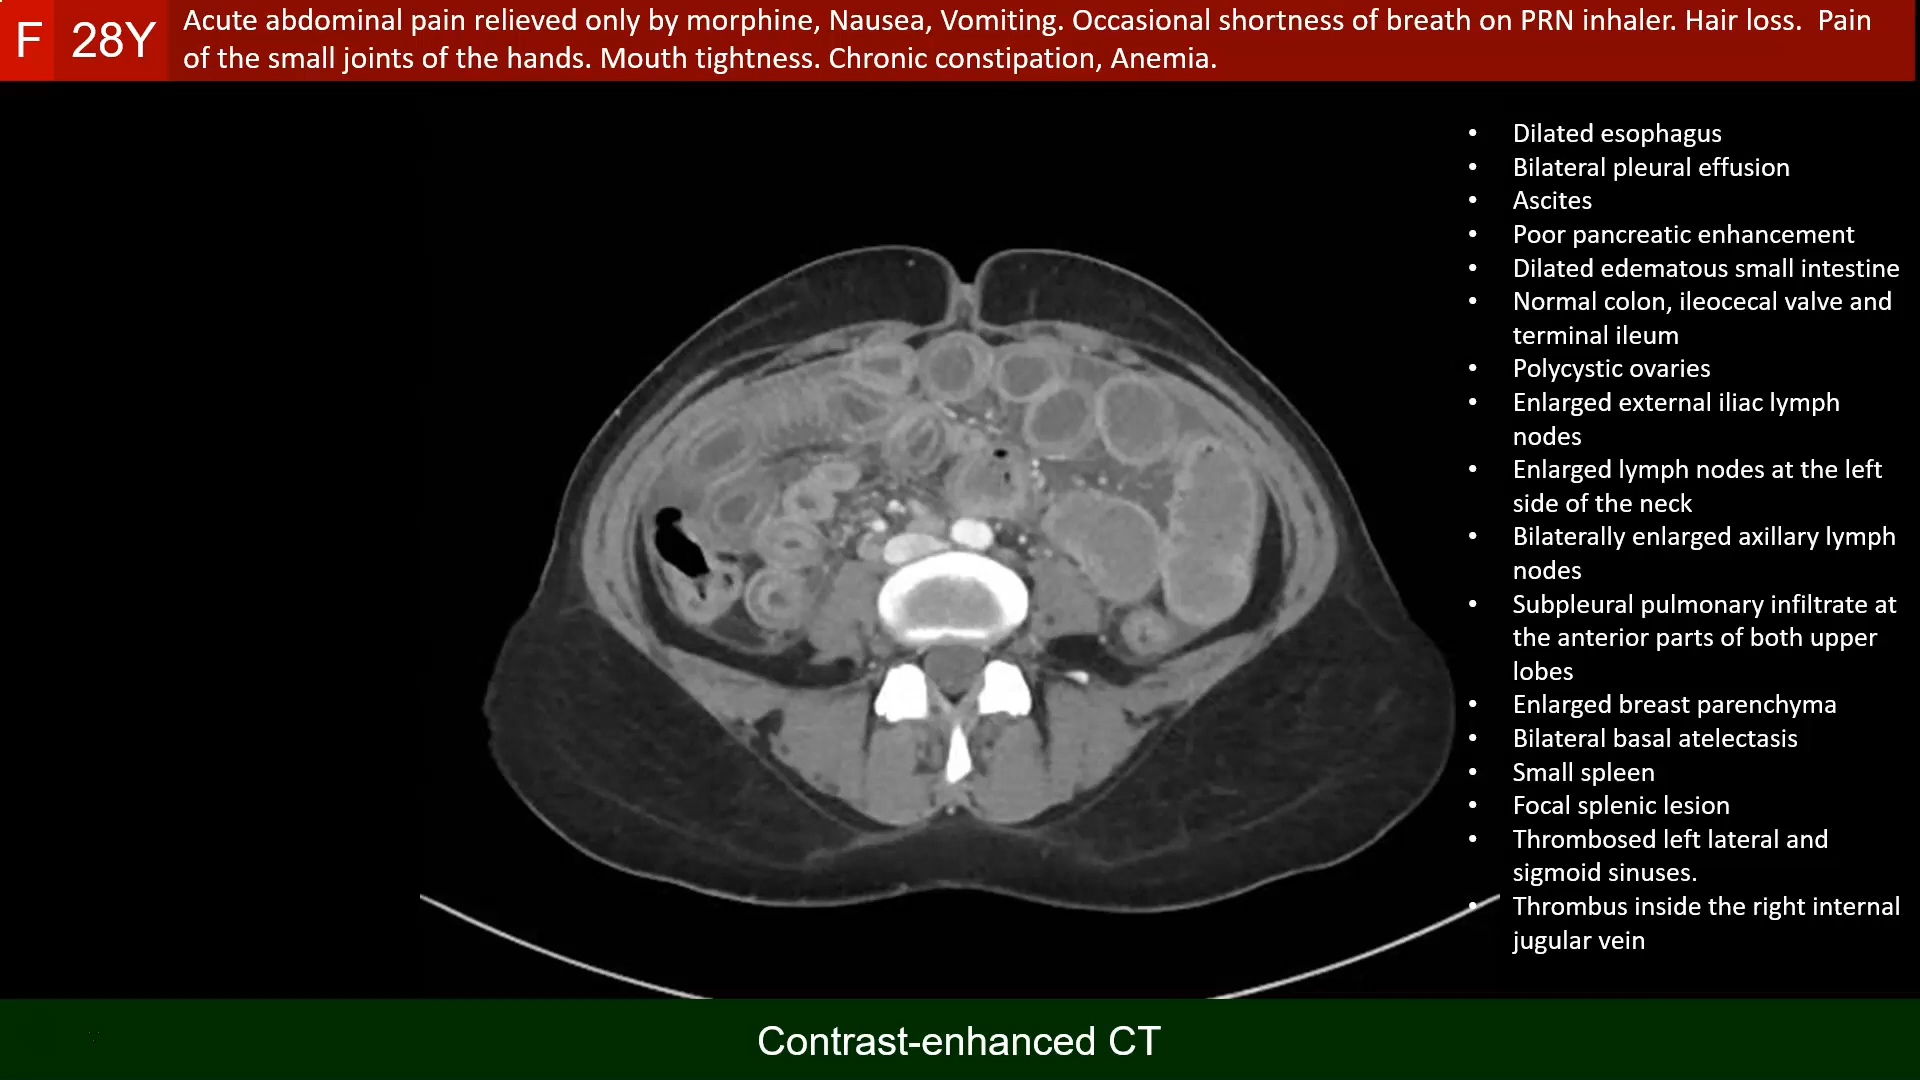 F 28Y
Acute abdominal pain relieved only by morphine, Nausea, Vomiting. Occasional shortness of breath on PRN inhaler. Hair loss.  Pain
of the small joints of the hands. Mouth tightness. Chronic constipation, Anemia.
• Dilated esophagus
• Bilateral pleural effusion
• Ascites
• Poor pancreatic enhancement
• Dilated edematous small intestine
• Normal colon, ileocecal valve and
terminal ileum
• Polycystic ovaries
• Enlarged external iliac lymph
nodes
• Enlarged lymph nodes at the left
side of the neck
• Bilaterally enlarged axillary lymph
nodes
• Subpleural pulmonary infiltrate at
the anterior parts of both upper
lobes
• Enlarged breast parenchyma
• Bilateral basal atelectasis
• Small spleen
• Focal splenic lesion
• Thrombosed left lateral and
sigmoid sinuses.
• Thrombus inside the right internal
jugular vein
Contrast-enhanced CT